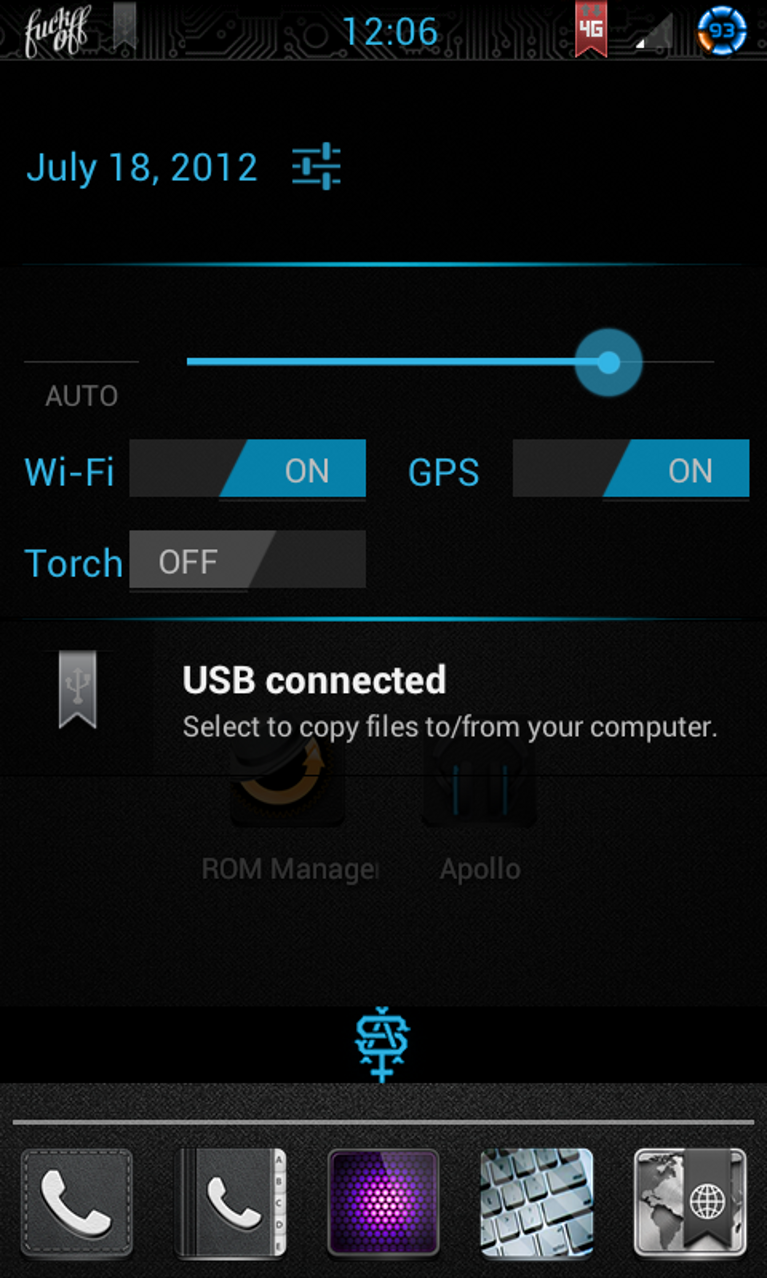 fuck off
12:06
4G
93
July 18, 2012
AUTO
Wi-Fi ON GPS ON
Torch OFF
USB connected
Select to copy files to/from your computer.
ROM Manager
Apollo
A
B
C
D
E